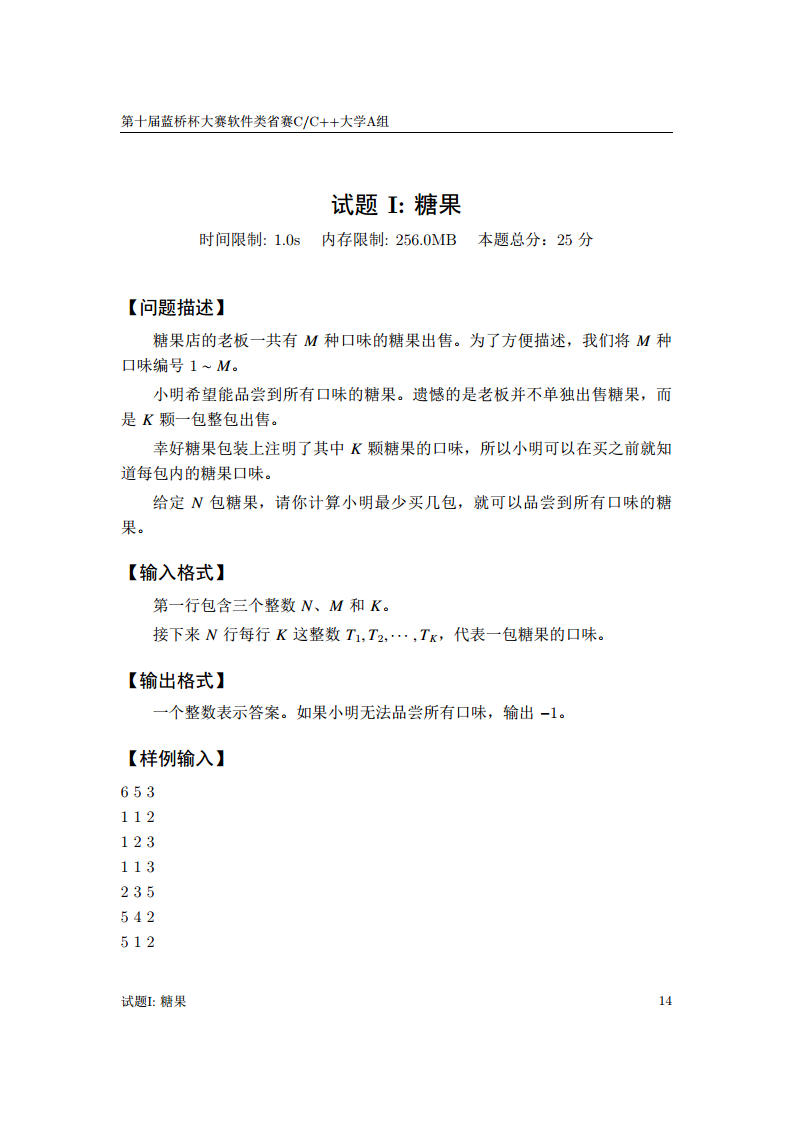 第十届蓝桥杯大赛软件类省赛C/C++大学A组
试题 I: 糖果
时间限制: 1.0s 内存限制: 256.0MB 本题总分：25 分
【问题描述】
糖果店的老板一共有 M 种口味的糖果出售。为了方便描述，我们将 M 种
口味编号 1 ∼ M。
小明希望能品尝到所有口味的糖果。遗憾的是老板并不单独出售糖果，而
是 K 颗一包整包出售。
幸好糖果包装上注明了其中 K 颗糖果的口味，所以小明可以在买之前就知
道每包内的糖果口味。
给定 N 包糖果，请你计算小明最少买几包，就可以品尝到所有口味的糖
果。
【输入格式】
第一行包含三个整数 N、M 和 K。
接下来 N 行每行 K 这整数 T₁,T₂,⋯ ,T_K，代表一包糖果的口味。
【输出格式】
一个整数表示答案。如果小明无法品尝所有口味，输出 −1。
【样例输入】
6 5 3
1 1 2
1 2 3
1 1 3
2 3 5
5 4 2
5 1 2
试题I: 糖果 14